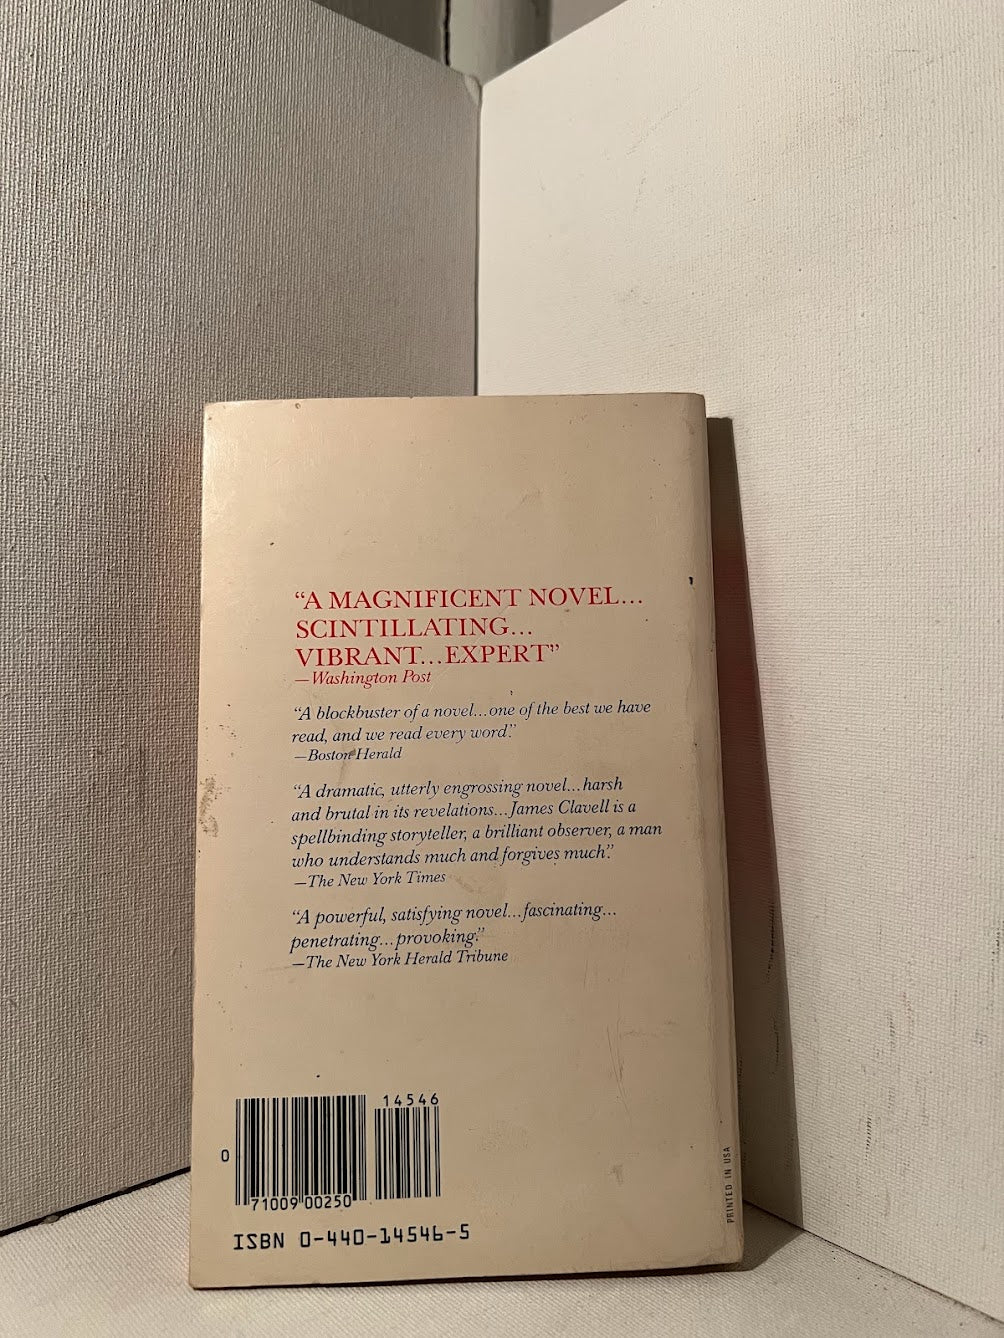 “A MAGNIFICENT NOVEL...
SCINTILLATING...
VIBRANT...EXPERT”
—Washington Post
“A blockbuster of a novel...one of the best we have
read, and we read every word.”
—Boston Herald
“A dramatic, utterly engrossing novel...harsh
and brutal in its revelations...James Clavell is a
spellbinding storyteller, a brilliant observer, a man
who understands much and forgives much.”
—The New York Times
“A powerful, satisfying novel...fascinating...
penetrating...provoking.”
—The New York Herald Tribune
14546
0
71009 00250
ISBN 0-440-14546-5
PRINTED IN USA